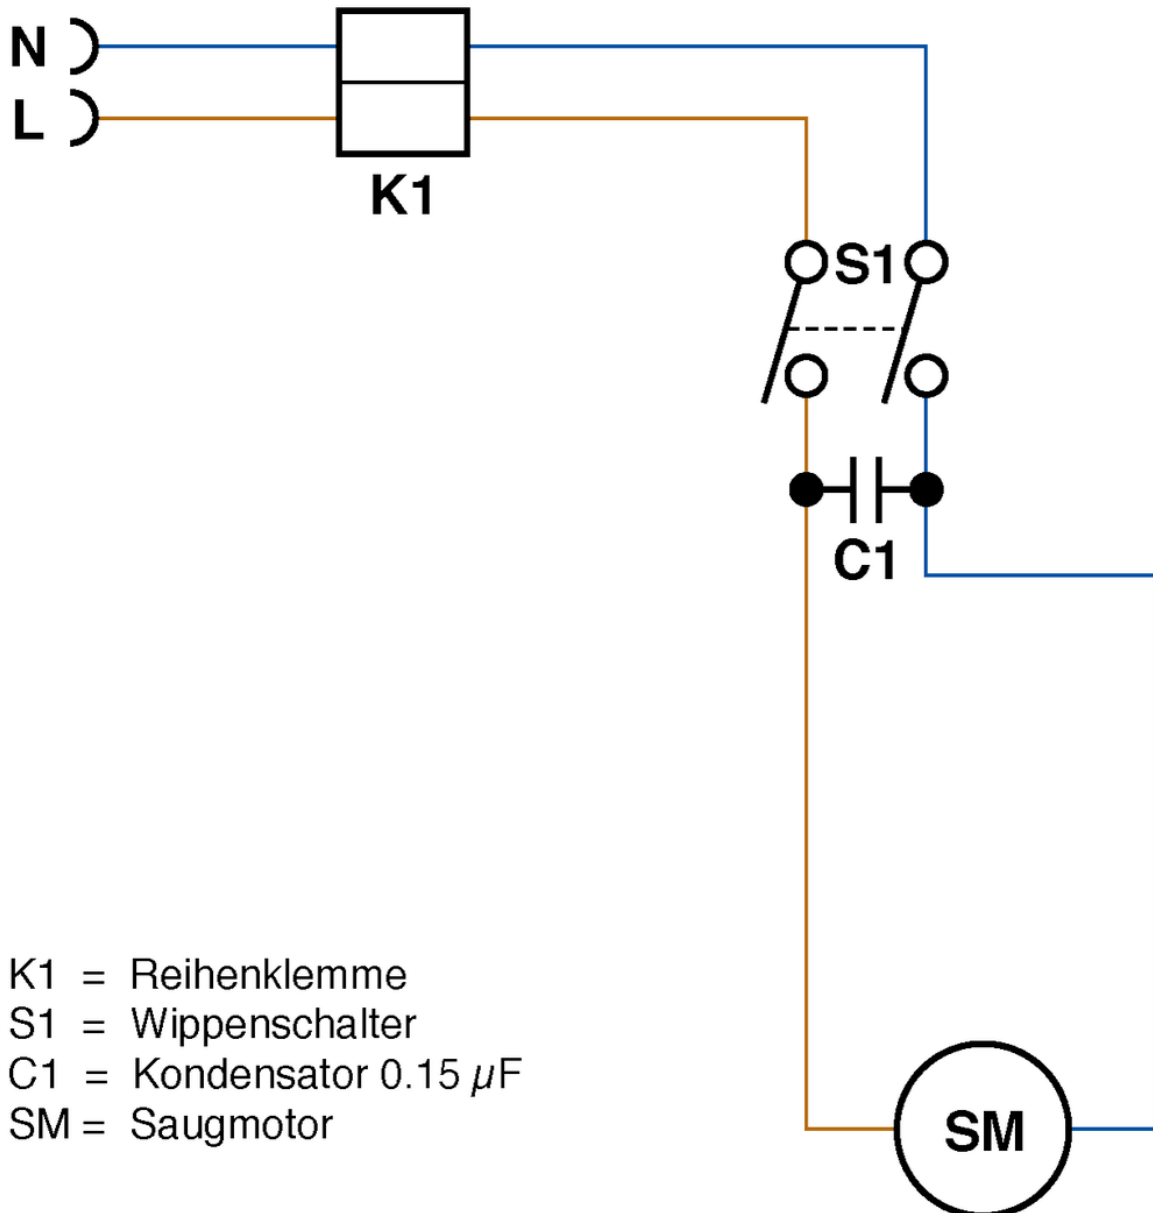 N
L
K1
S1
C1
K1 = Reihenklemme
S1 = Wippenschalter
C1 = Kondensator 0.15 µF
SM = Saugmotor
SM